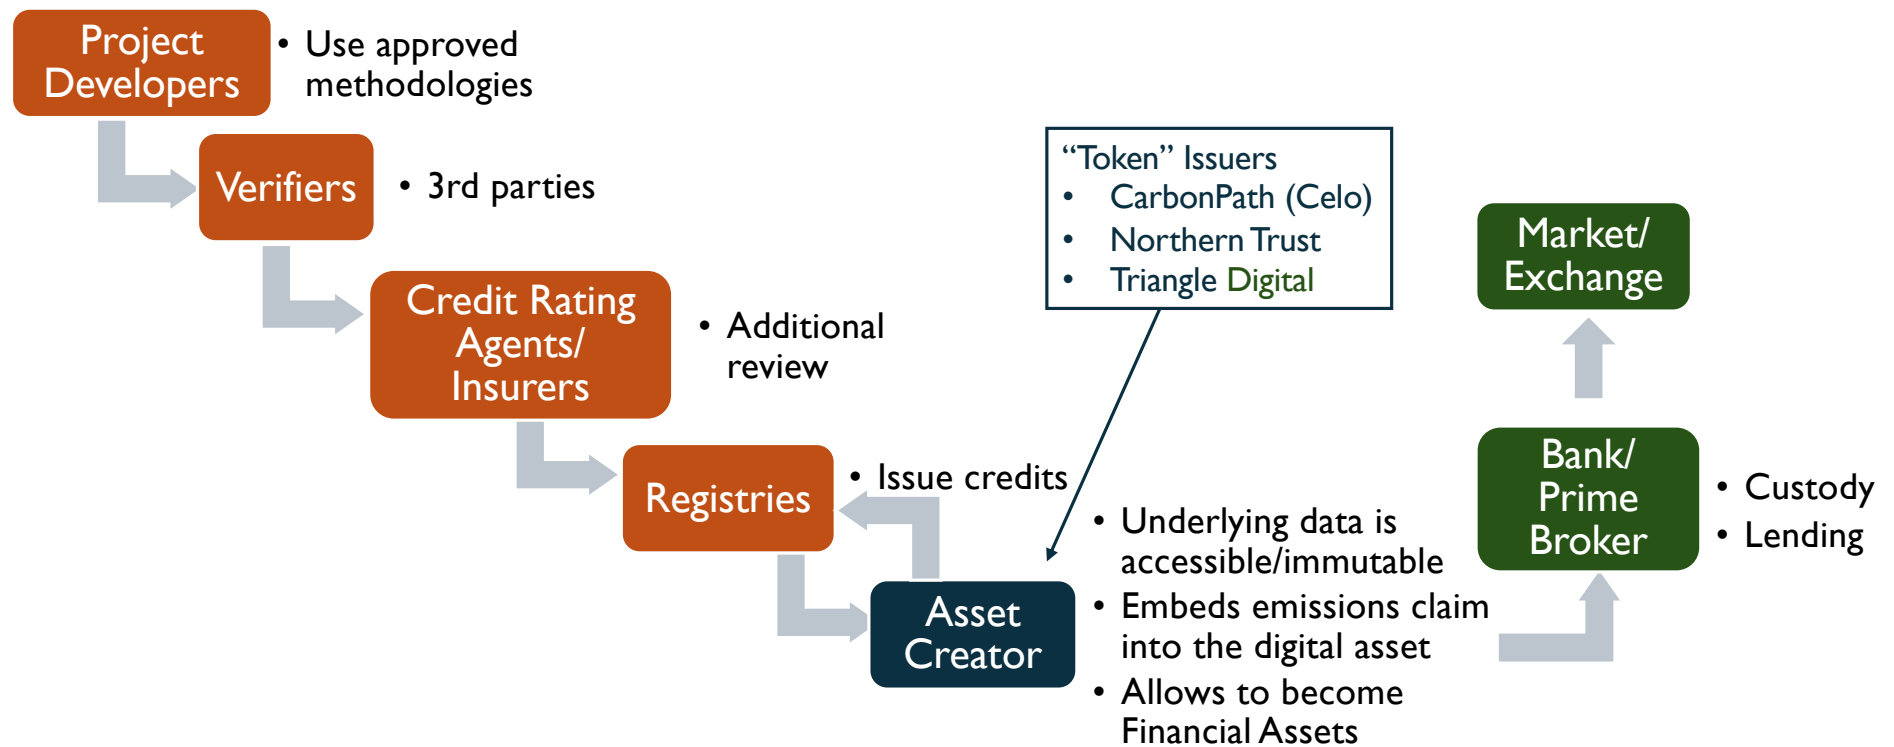 Project
Developers
• Use approved
methodologies
Verifiers
• 3rd parties
Credit Rating
Agents/
Insurers
• Additional
review
Registries
• Issue credits
Asset
Creator
“Token” Issuers
• CarbonPath (Celo)
• Northern Trust
• Triangle Digital
• Underlying data is
accessible/immutable
• Embeds emissions claim
into the digital asset
• Allows to become
Financial Assets
Market/
Exchange
Bank/
Prime
Broker
• Custody
• Lending